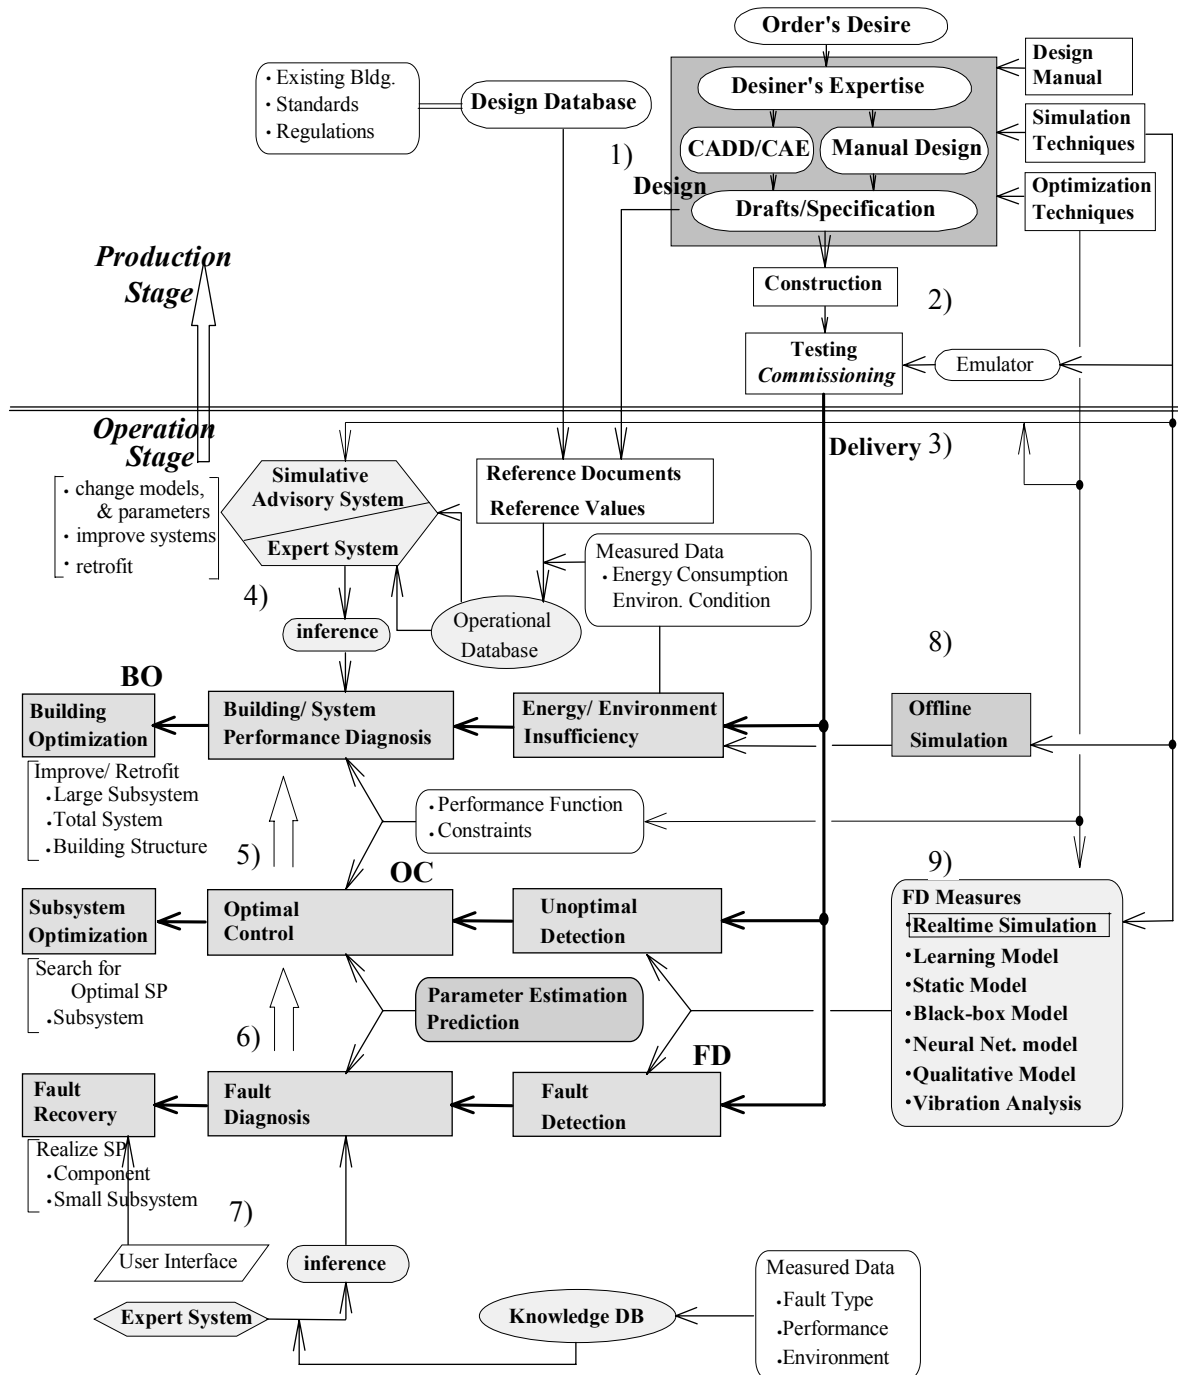 Order's Desire
Design
Manual
Desiner's Expertise
· Existing Bldg.
· Standards
· Regulations
Design Database
Simulation
Techniques
1)
CADD/CAE
Manual Design
Design
Optimization
Techniques
Drafts/Specification
Production
Stage
Construction
2)
Testing
Commissioning
Emulator
Operation
Stage
Delivery
3)
· change models,
& parameters
· improve systems
· retrofit
Simulative
Advisory System
Expert System
Reference Documents
Reference Values
Measured Data
· Energy Consumption
Environ. Condition
4)
inference
Operational
Database
8)
BO
Building
Optimization
Building/ System
Performance Diagnosis
Energy/ Environment
Insufficiency
Offline
Simulation
Improve/ Retrofit
· Large Subsystem
· Total System
· Building Structure
5)
· Performance Function
· Constraints
OC
9)
Subsystem
Optimization
Optimal
Control
Unoptimal
Detection
FD Measures
· Realtime Simulation
· Learning Model
· Static Model
· Black-box Model
· Neural Net. model
· Qualitative Model
· Vibration Analysis
Search for
Optimal SP
· Subsystem
6)
Parameter Estimation
Prediction
FD
Fault
Recovery
Fault
Diagnosis
Fault
Detection
Realize SP
· Component
· Small Subsystem
7)
User Interface
inference
Expert System
Knowledge DB
Measured Data
· Fault Type
· Performance
· Environment